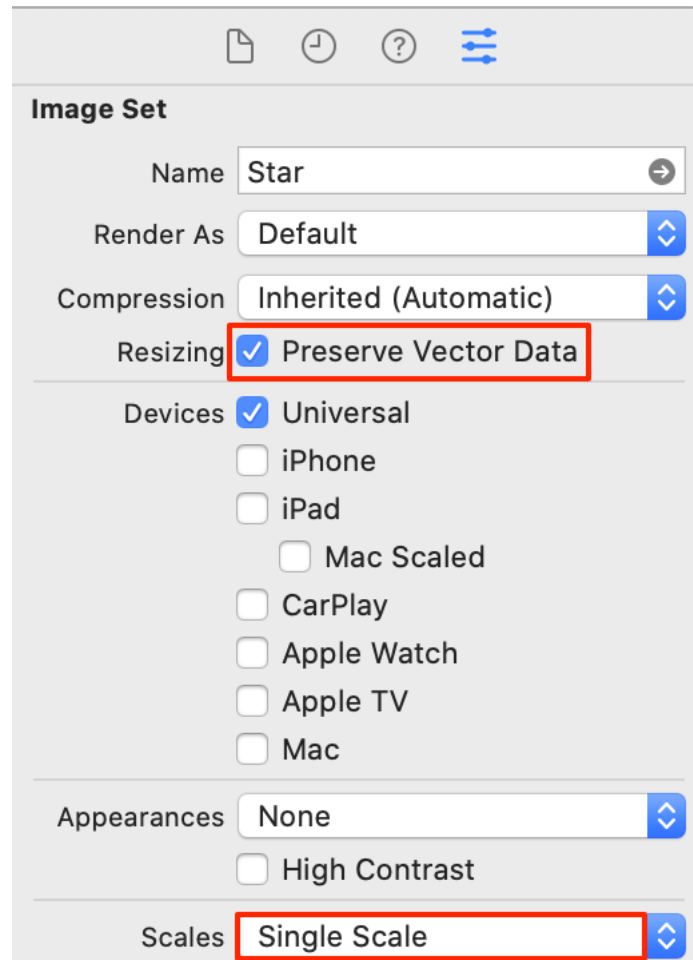 Image Set
Name Star
Render As Default
Compression Inherited (Automatic)
Resizing Preserve Vector Data
Devices Universal
iPhone
iPad
Mac Scaled
CarPlay
Apple Watch
Apple TV
Mac
Appearances None
High Contrast
Scales Single Scale